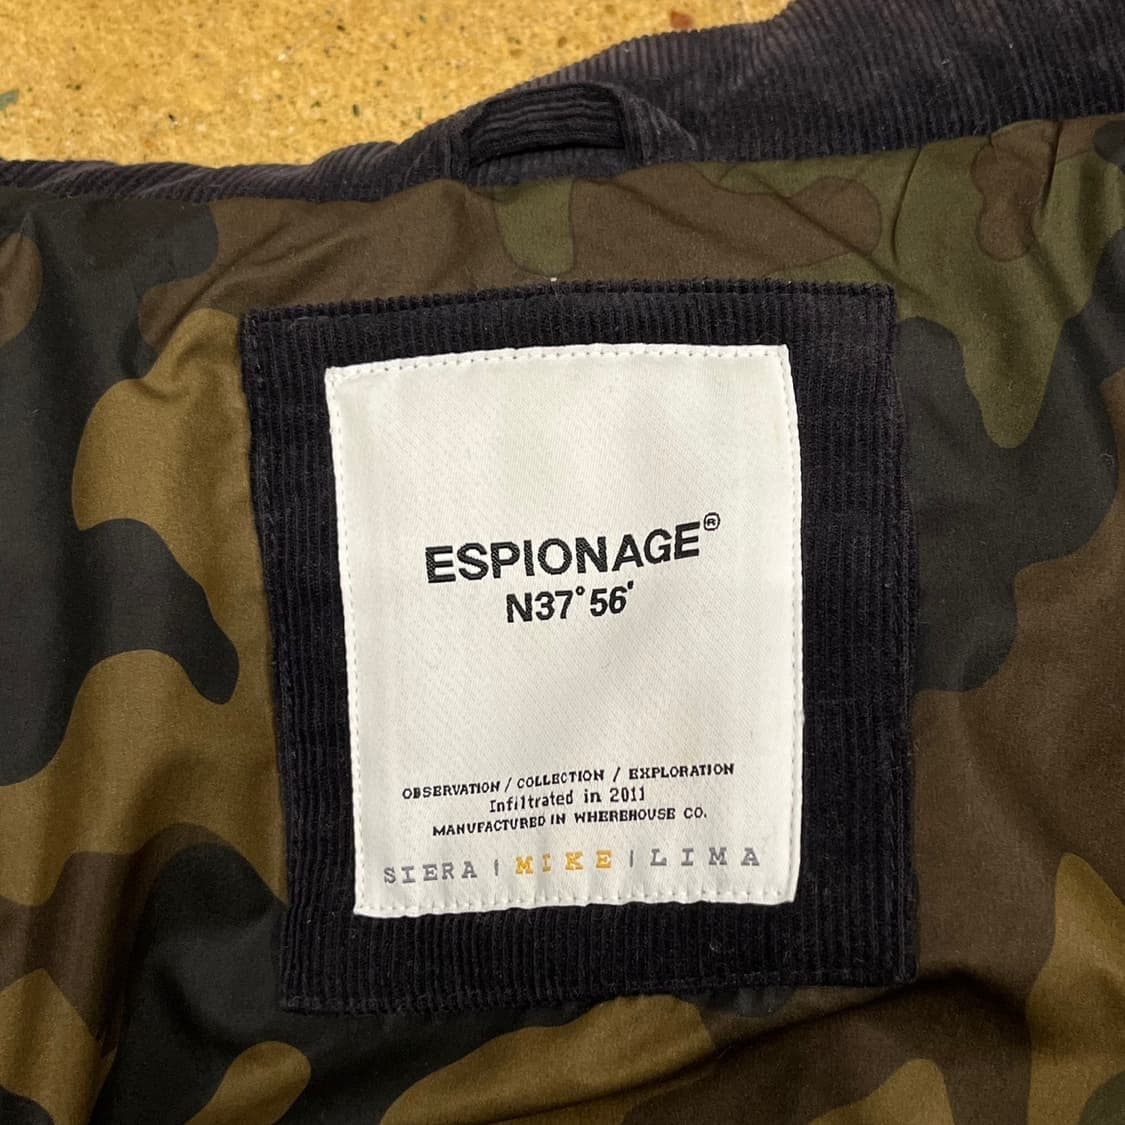 ESPIONAGE®
N37°56'
OBSERVATION / COLLECTION / EXPLORATION
Infiltrated in 2011
MANUFACTURED IN WHEREHOUSE CO.
SIERA | MIKE | LIMA